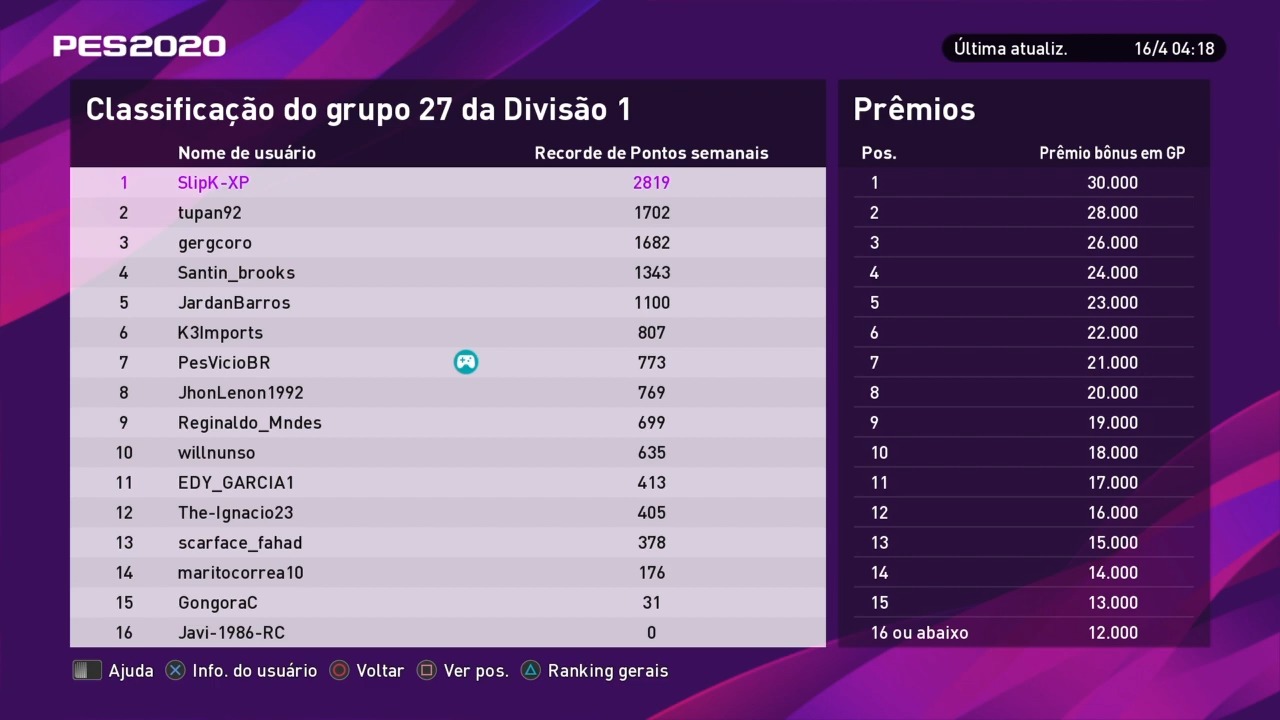 PES2020
Última atualiz. 16/4 04:18
Classificação do grupo 27 da Divisão 1
Nome de usuário Recorde de Pontos semanais
1 SlipK-XP 2819
2 tupan92 1702
3 gergcoro 1682
4 Santin_brooks 1343
5 JardanBarros 1100
6 K3Imports 807
7 PesVicioBR 773
8 JhonLenon1992 769
9 Reginaldo_Mndes 699
10 willnunso 635
11 EDY_GARCIA1 413
12 The-Ignacio23 405
13 scarface_fahad 378
14 maritocorrea10 176
15 GongoraC 31
16 Javi-1986-RC 0
Prêmios
Pos. Prêmio bônus em GP
1 30.000
2 28.000
3 26.000
4 24.000
5 23.000
6 22.000
7 21.000
8 20.000
9 19.000
10 18.000
11 17.000
12 16.000
13 15.000
14 14.000
15 13.000
16 ou abaixo 12.000
Ajuda Info. do usuário Voltar Ver pos. Ranking gerais